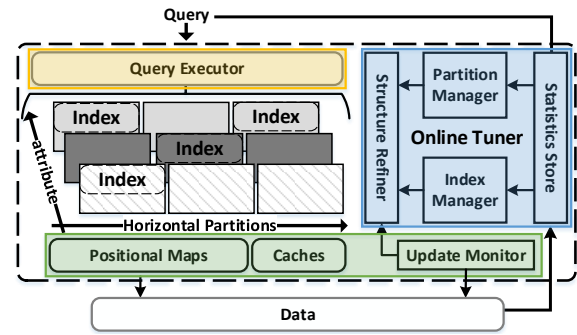 Query
Query Executor
Index
Index
Index
Index
attribute
Horizontal Partitions
Structure Refiner
Partition
Manager
Online Tuner
Index
Manager
Statistics Store
Positional Maps
Caches
Update Monitor
Data